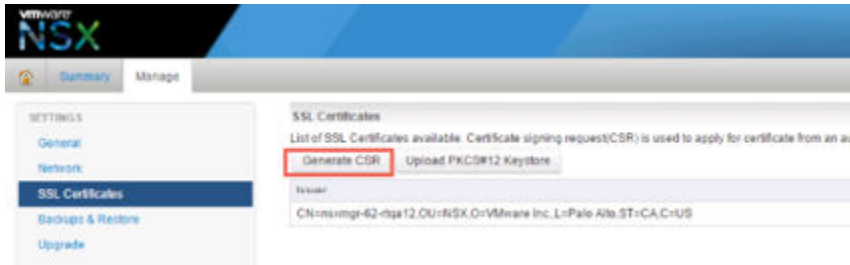 vmware
NSX
Summary Manage
SETTINGS
General
Network
SSL Certificates
Backups & Restore
Upgrade
SSL Certificates
List of SSL Certificates available. Certificate signing request(CSR) is used to apply for certificate from an au
Generate CSR Upload PKCS#12 Keystore
Issuer
CN=nsxmgr-62-rtqa12,OU=NSX,O=VMware Inc.,L=Palo Alto,ST=CA,C=US